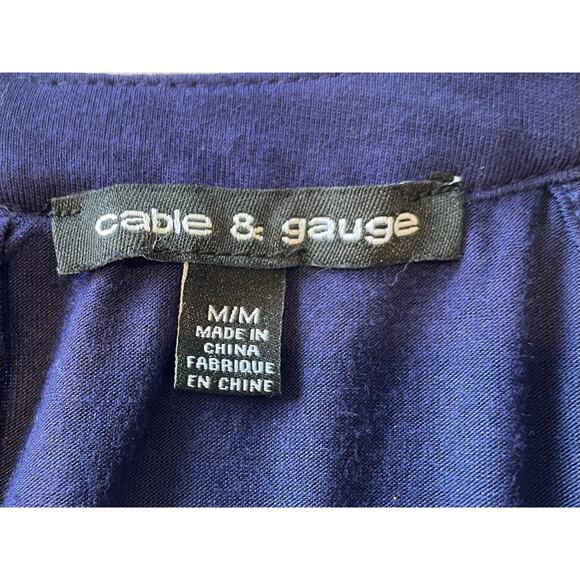 cable & gauge
M/M
MADE IN
CHINA
FABRIQUE
EN CHINE